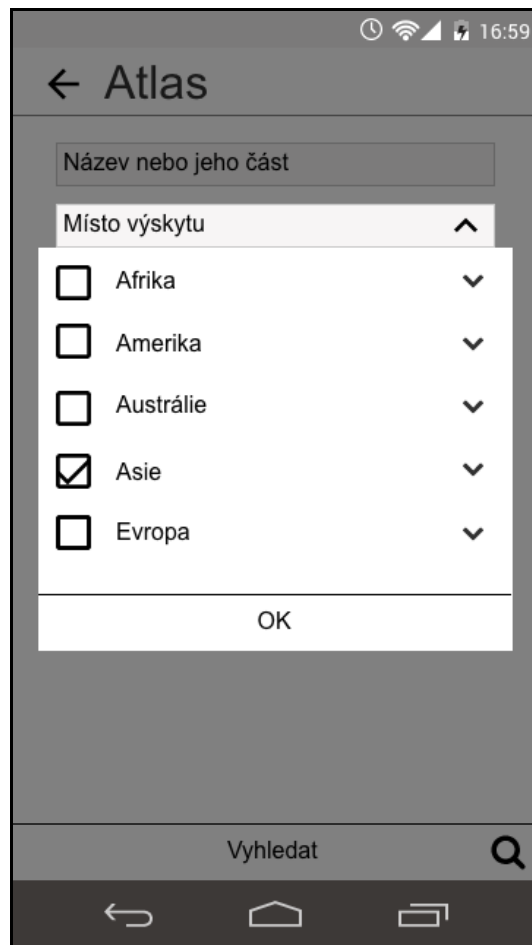 16:59
Atlas
Název nebo jeho část
Místo výskytu
Afrika
Amerika
Austrálie
Asie
Evropa
OK
Vyhledat